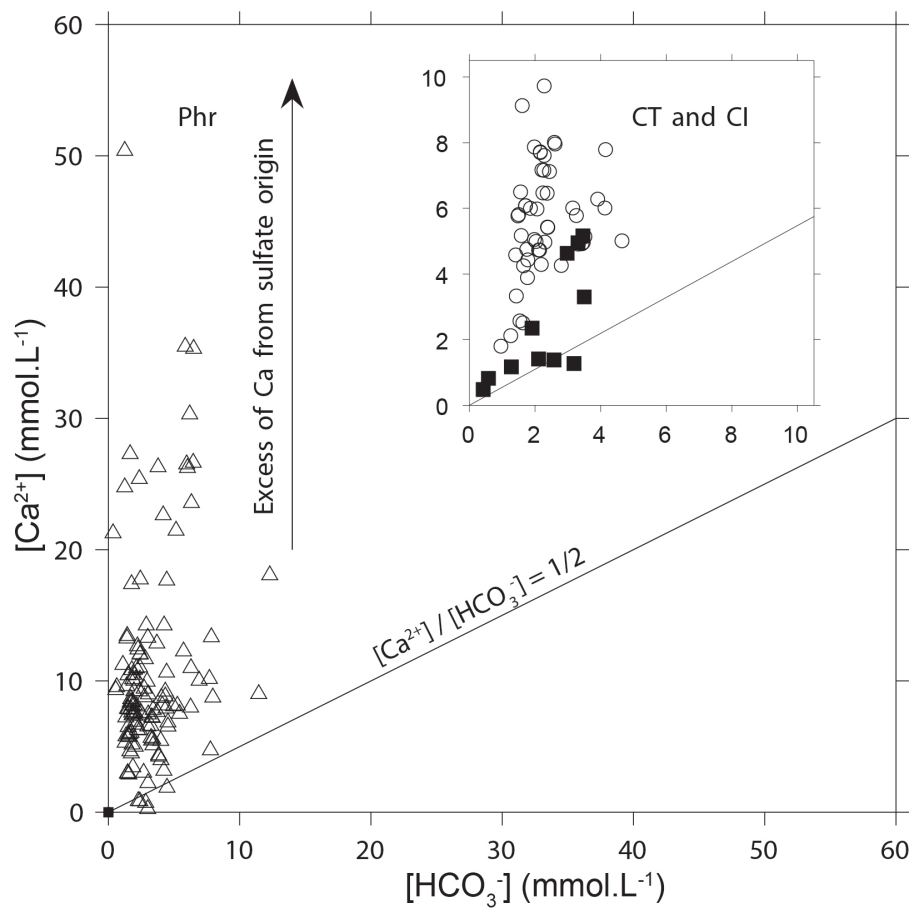 60
50
40
30
20
10
0
[Ca²⁺] (mmol.L⁻¹)
Phr
Excess of Ca from sulfate origin
CT and CI
10
8
6
4
2
0
0 2 4 6 8 10
[Ca²⁺] / [HCO₃⁻] = 1/2
0 10 20 30 40 50 60
[HCO₃⁻] (mmol.L⁻¹)